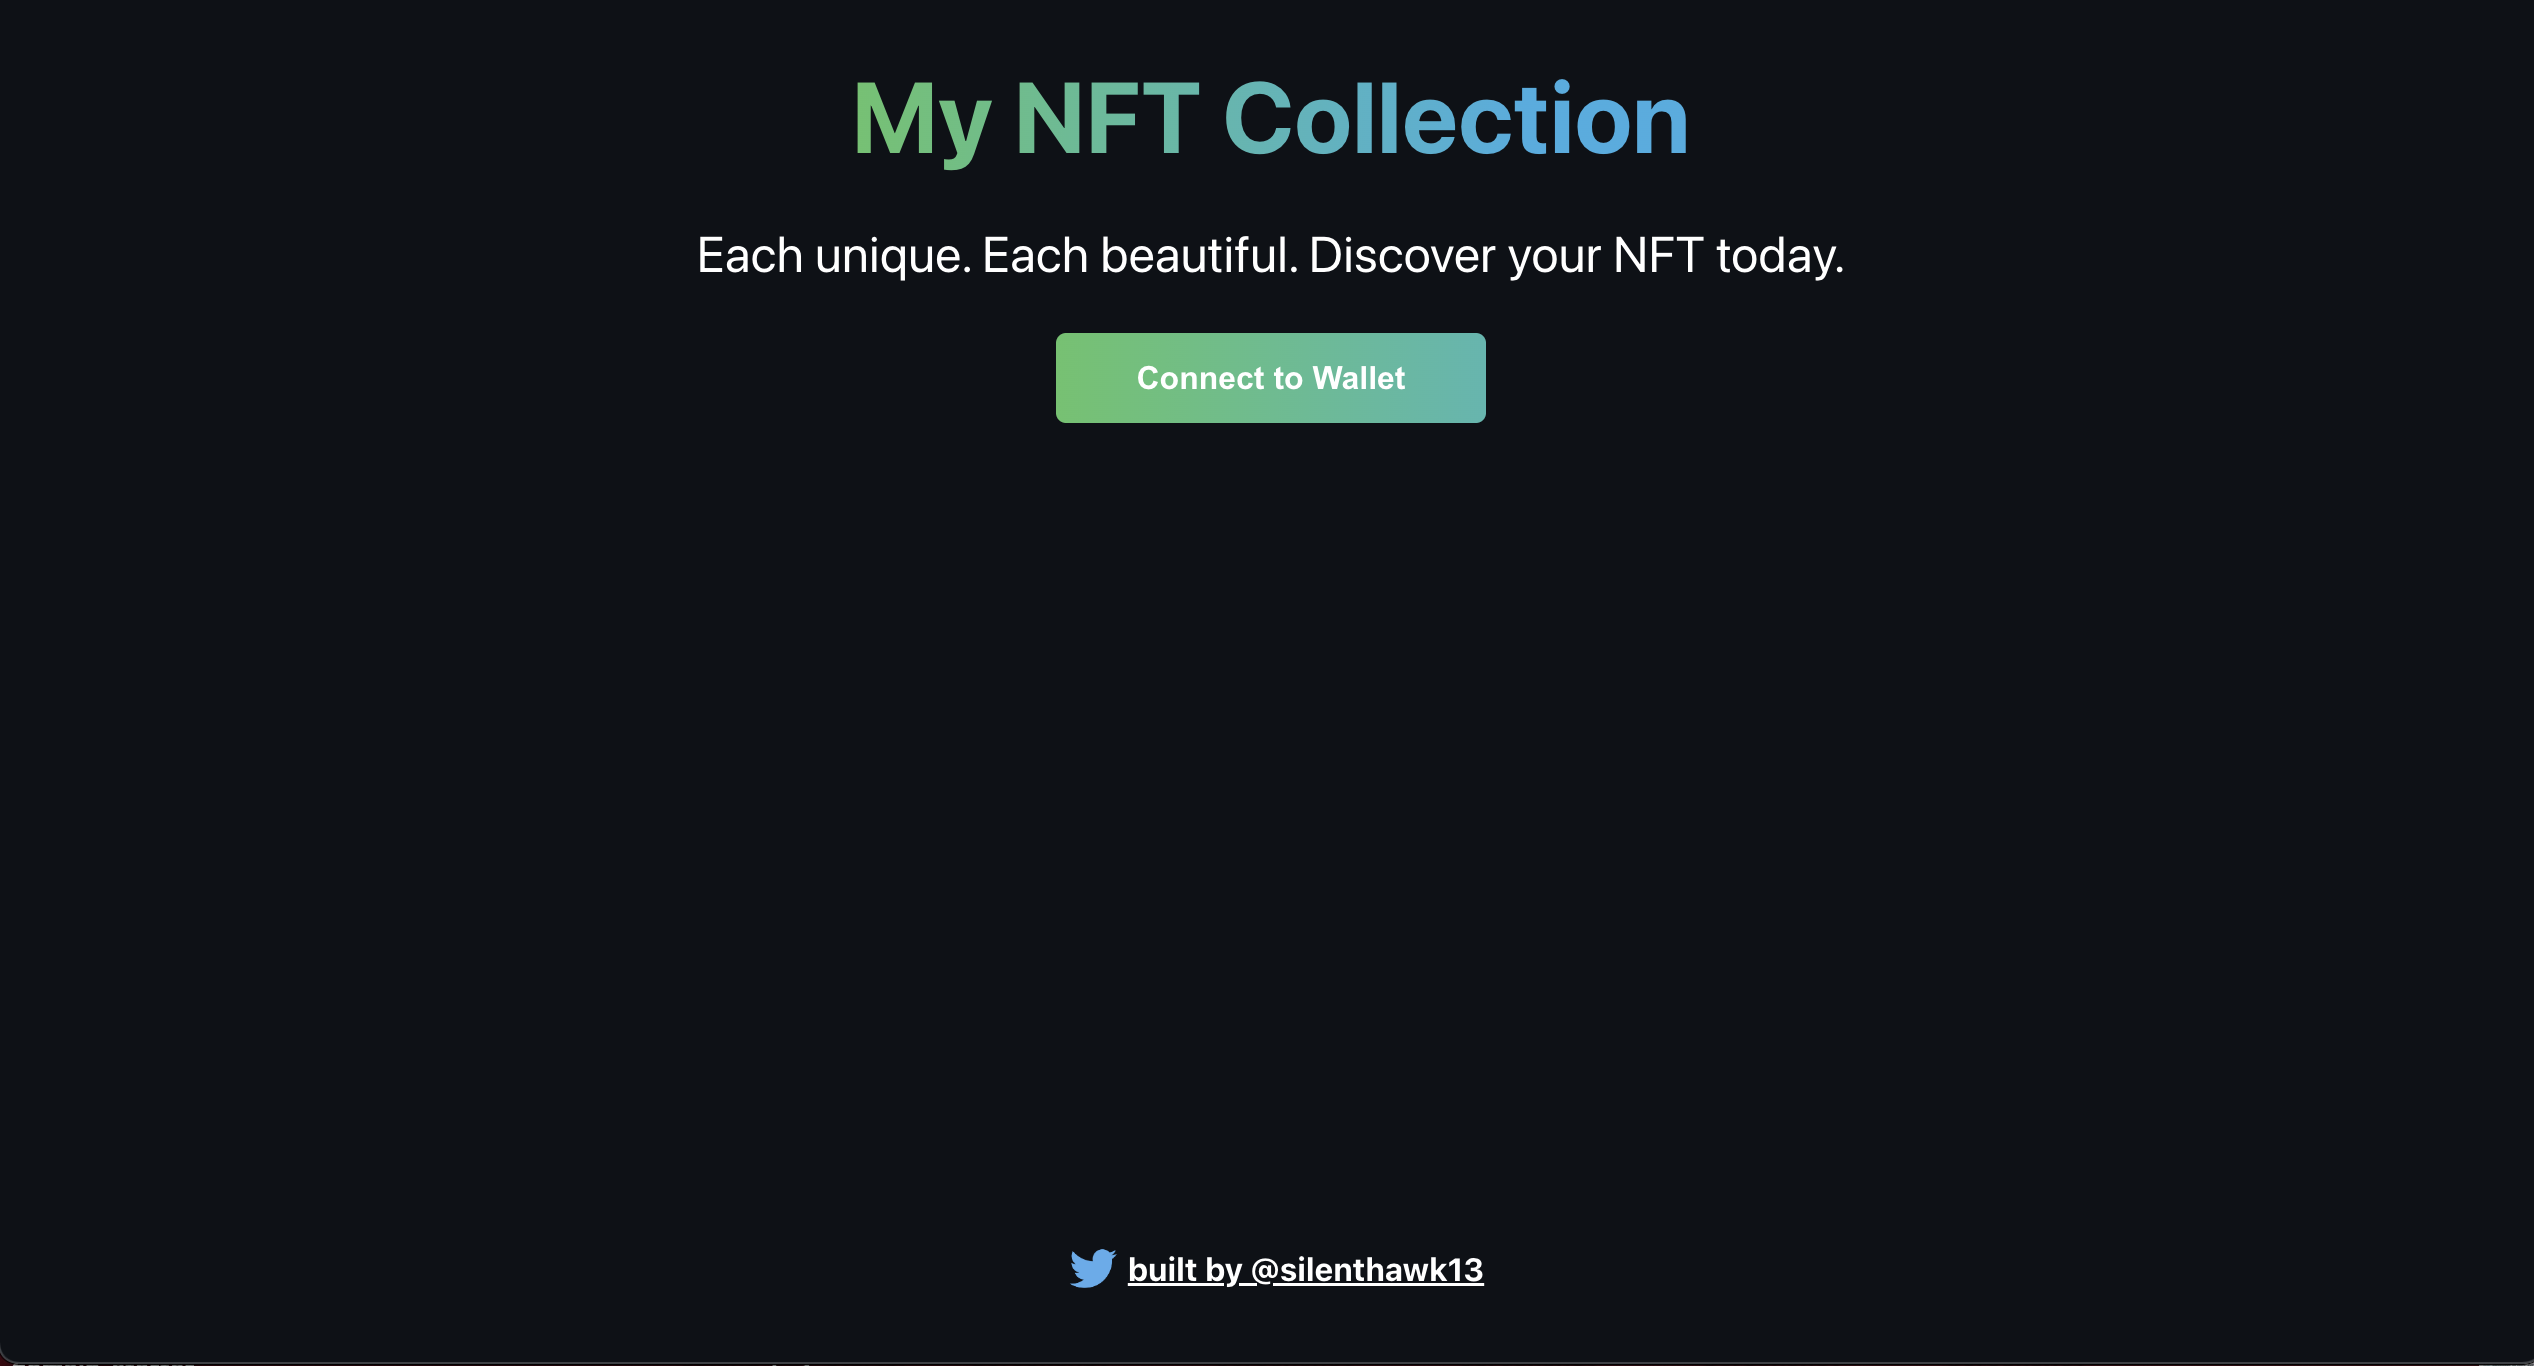 My NFT Collection
Each unique. Each beautiful. Discover your NFT today.
Connect to Wallet
built by @silenthawk13